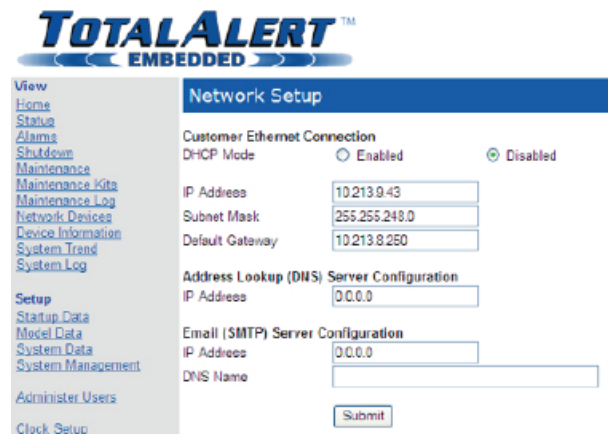 TOTALALERT TM
EMBEDDED
View
Home
Status
Alarms
Shutdown
Maintenance
Maintenance Kits
Maintenance Log
Network Devices
Device Information
System Trend
System Log
Setup
Startup Data
Model Data
System Data
System Management
Administer Users
Clock Setup
Network Setup
Customer Ethernet Connection
DHCP Mode Enabled Disabled
IP Address 10.213.9.43
Subnet Mask 255.255.248.0
Default Gateway 10.213.8.250
Address Lookup (DNS) Server Configuration
IP Address 0.0.0.0
Email (SMTP) Server Configuration
IP Address 0.0.0.0
DNS Name
Submit